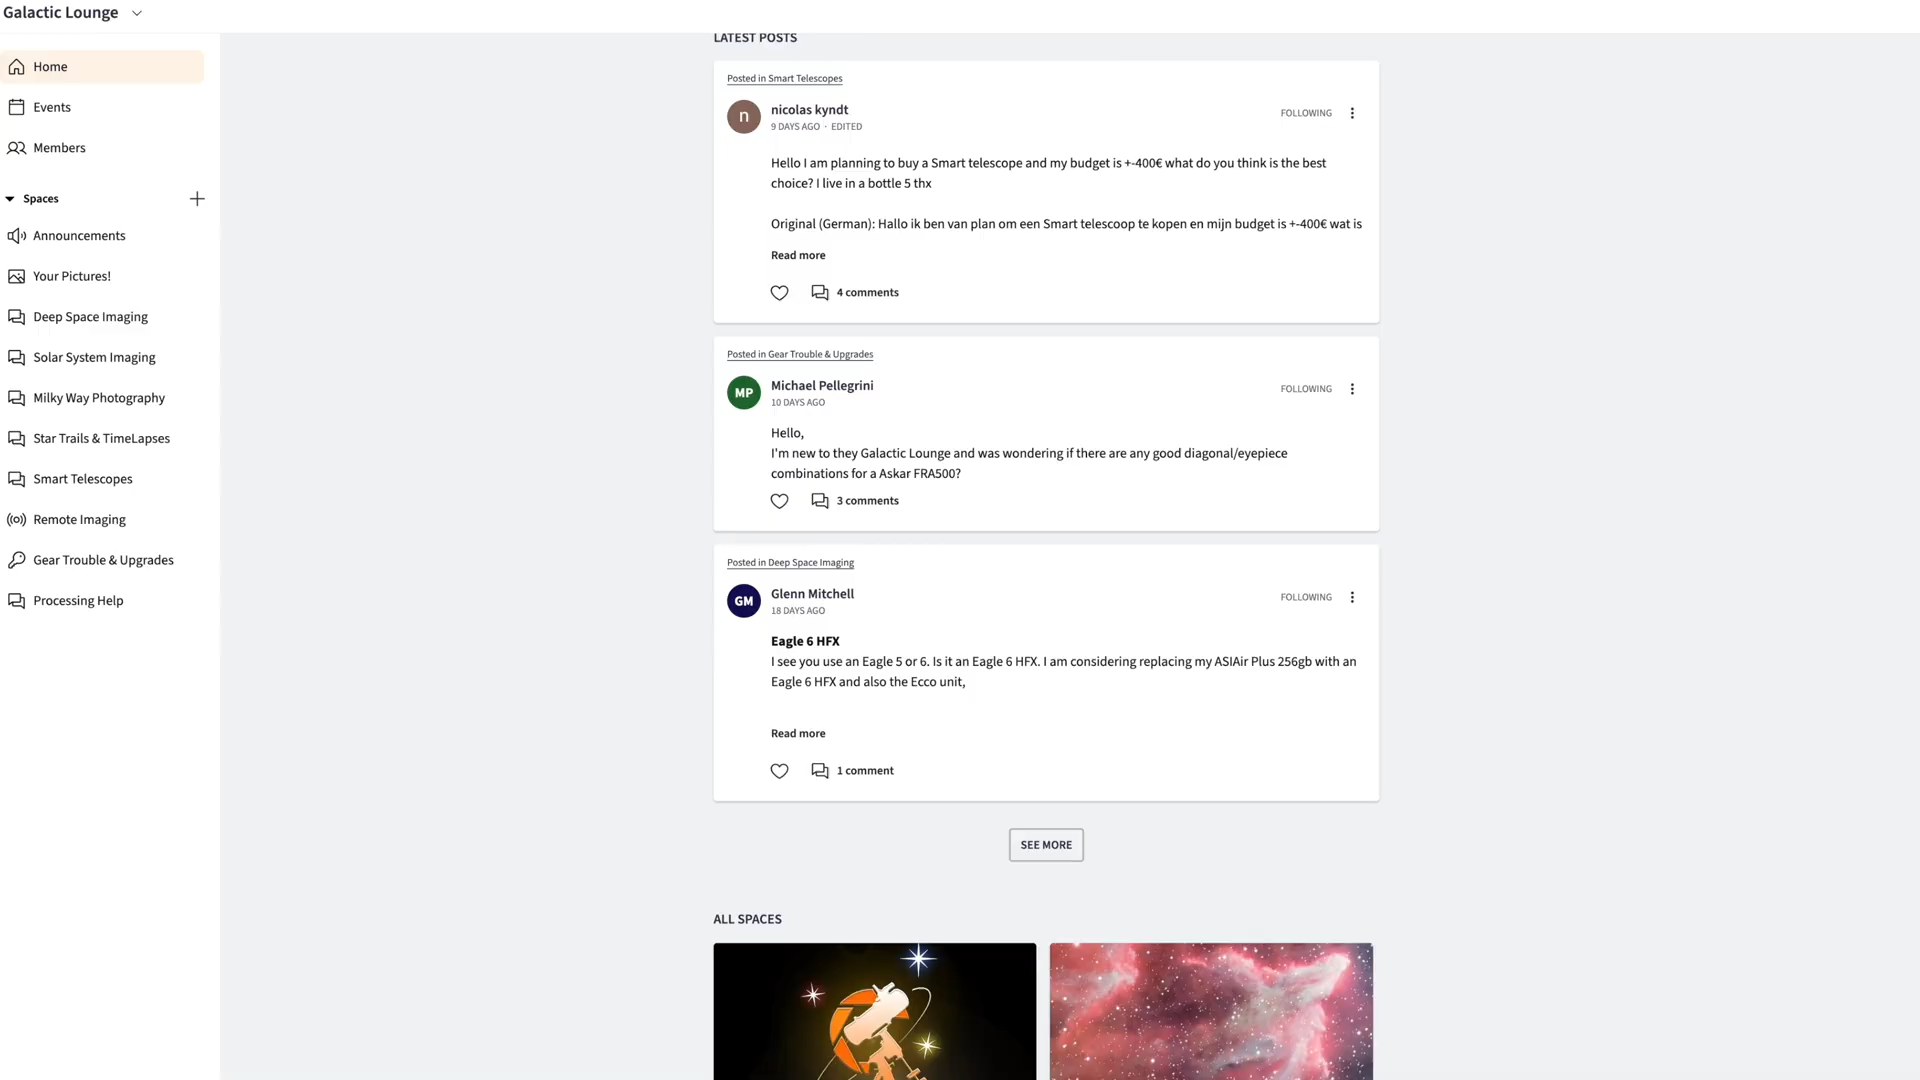 Galactic Lounge
Home
Events
Members
Spaces
Announcements
Your Pictures!
Deep Space Imaging
Solar System Imaging
Milky Way Photography
Star Trails & TimeLapses
Smart Telescopes
Remote Imaging
Gear Trouble & Upgrades
Processing Help
LATEST POSTS
Posted in Smart Telescopes
n
nicolas kyndt
9 DAYS AGO · EDITED
FOLLOWING
Hello I am planning to buy a Smart telescope and my budget is +-400€ what do you think is the best
choice? I live in a bottle 5 thx
Original (German): Hallo ik ben van plan om een Smart telescoop te kopen en mijn budget is +-400€ wat is
Read more
4 comments
Posted in Gear Trouble & Upgrades
MP
Michael Pellegrini
10 DAYS AGO
FOLLOWING
Hello,
I'm new to they Galactic Lounge and was wondering if there are any good diagonal/eyepiece
combinations for a Askar FRA500?
3 comments
Posted in Deep Space Imaging
GM
Glenn Mitchell
18 DAYS AGO
FOLLOWING
Eagle 6 HFX
I see you use an Eagle 5 or 6. Is it an Eagle 6 HFX. I am considering replacing my ASIAir Plus 256gb with an
Eagle 6 HFX and also the Ecco unit,
Read more
1 comment
SEE MORE
ALL SPACES